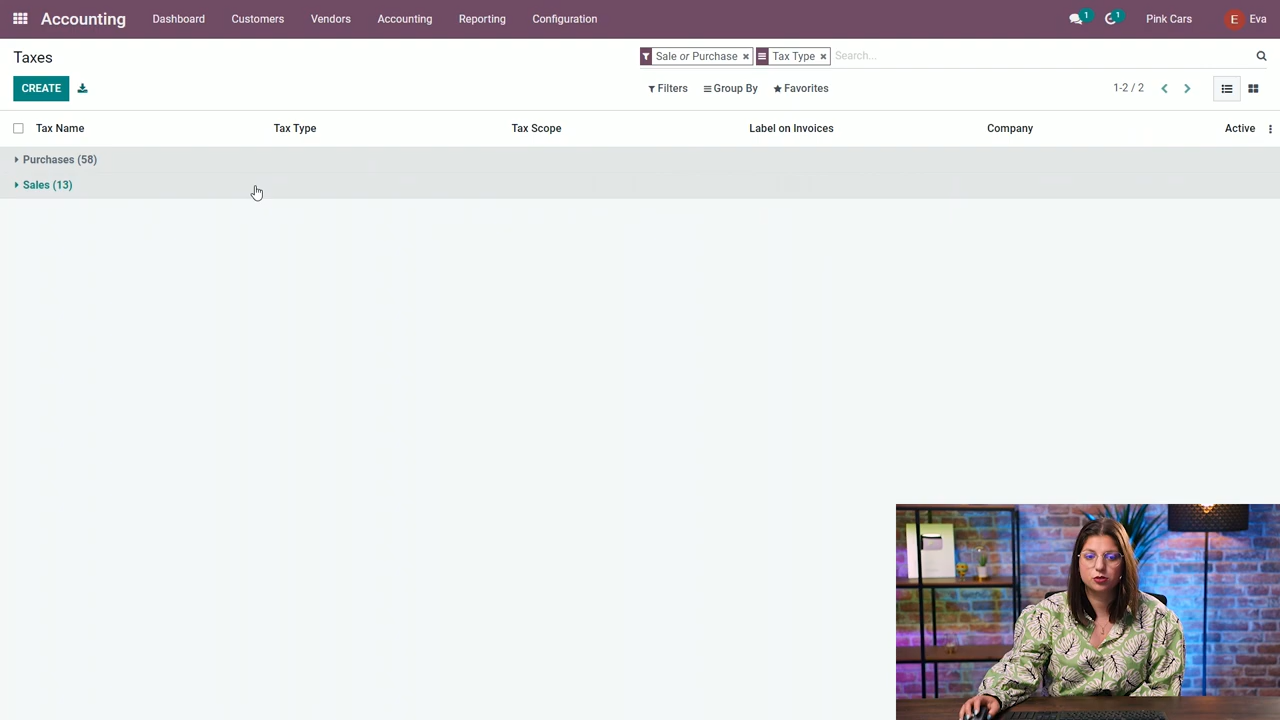 Accounting Dashboard Customers Vendors Accounting Reporting Configuration 1 1 Pink Cars E Eva
Taxes Sale or Purchase × Tax Type × Search...
CREATE Filters Group By Favorites 1-2 / 2
Tax Name Tax Type Tax Scope Label on Invoices Company Active
Purchases (58)
Sales (13)